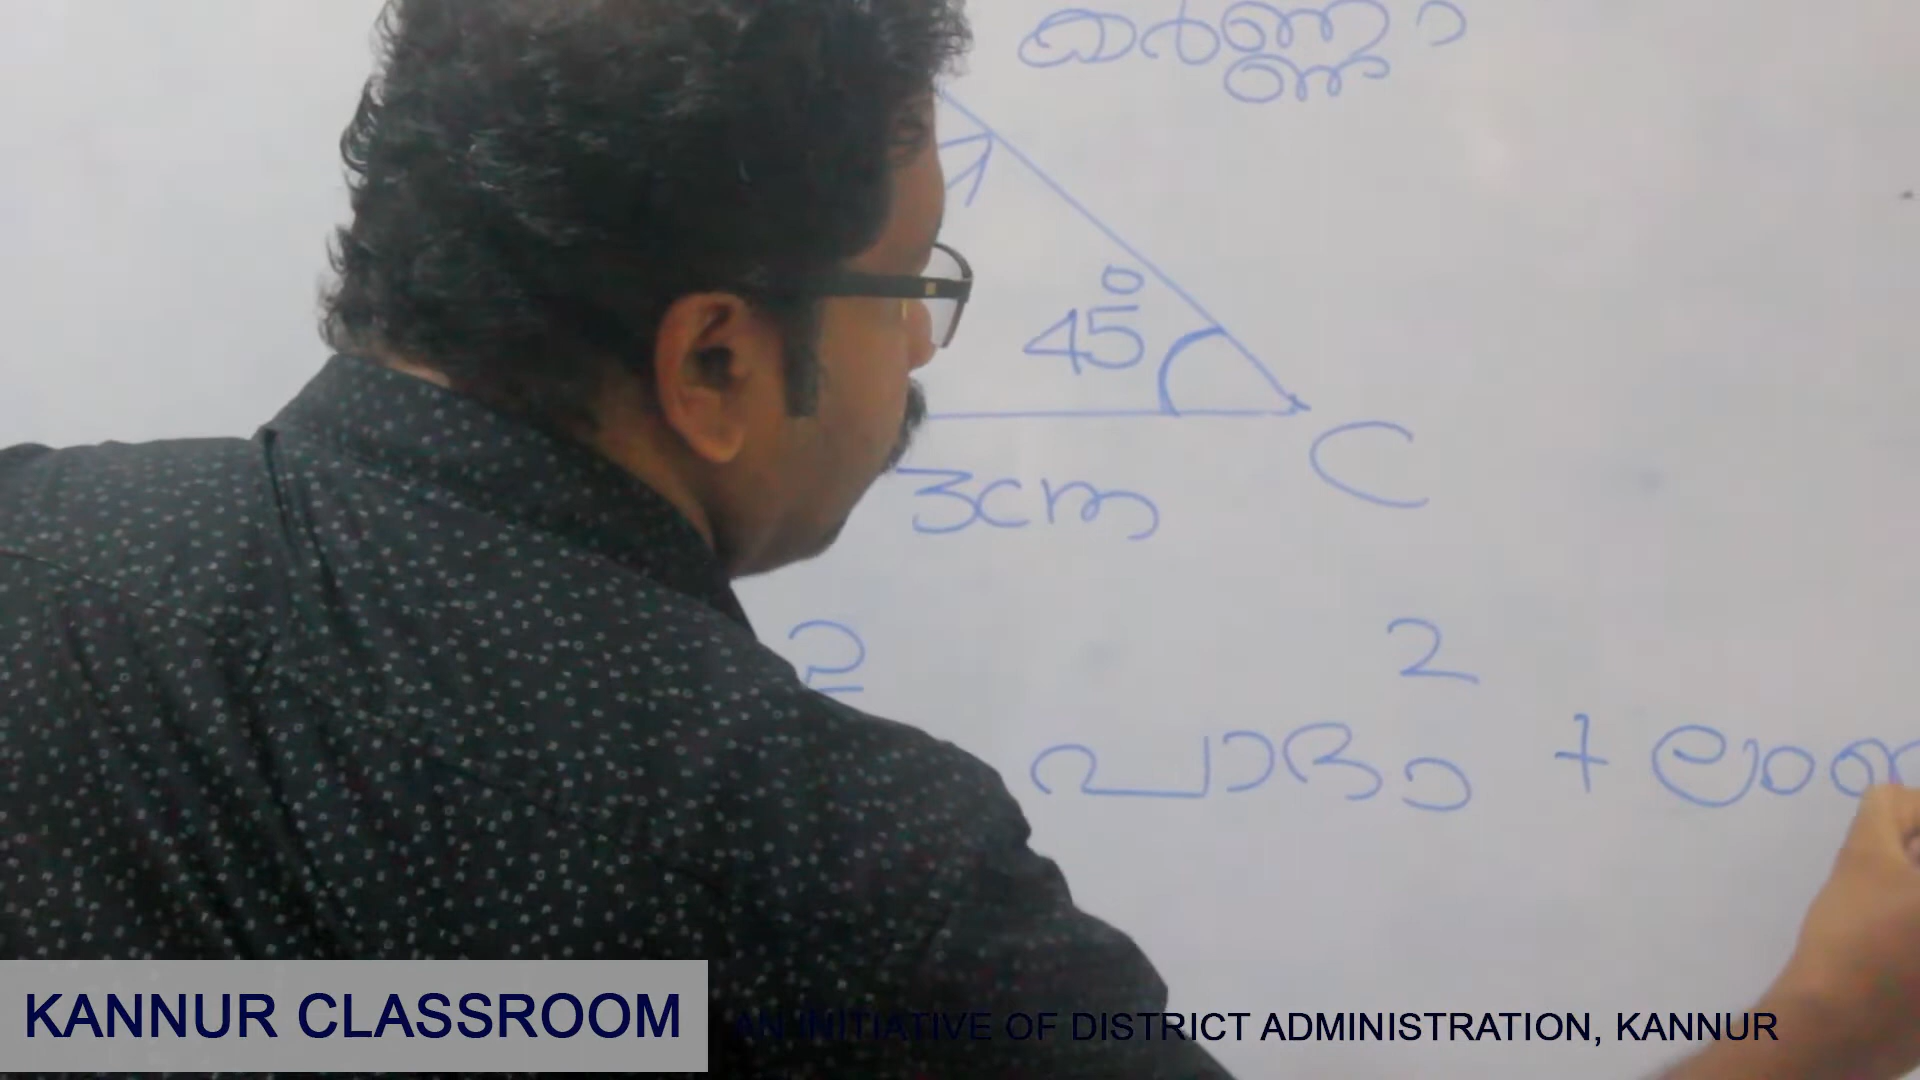 കർണ്ണം
45°
C
3cm
2 2
പാദം + ലംബ
KANNUR CLASSROOM
AN INITIATIVE OF DISTRICT ADMINISTRATION, KANNUR